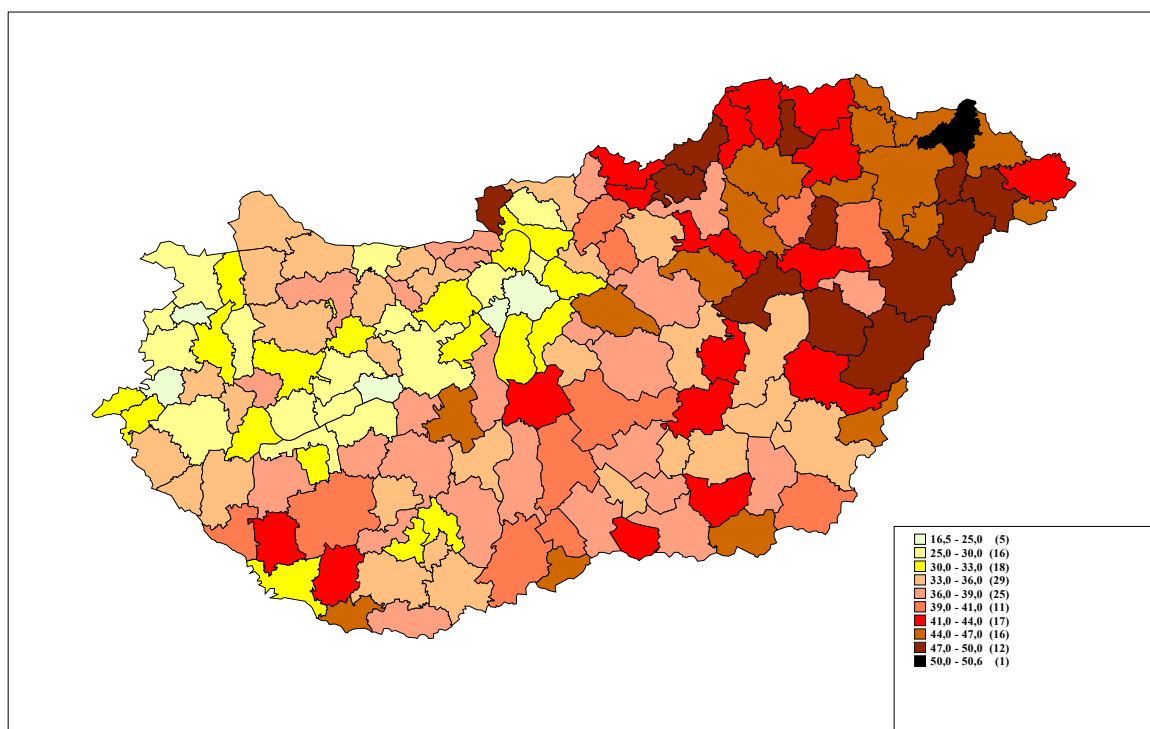 16,5 - 25,0 (5)
25,0 - 30,0 (16)
30,0 - 33,0 (18)
33,0 - 36,0 (29)
36,0 - 39,0 (25)
39,0 - 41,0 (11)
41,0 - 44,0 (17)
44,0 - 47,0 (16)
47,0 - 50,0 (12)
50,0 - 50,6 (1)